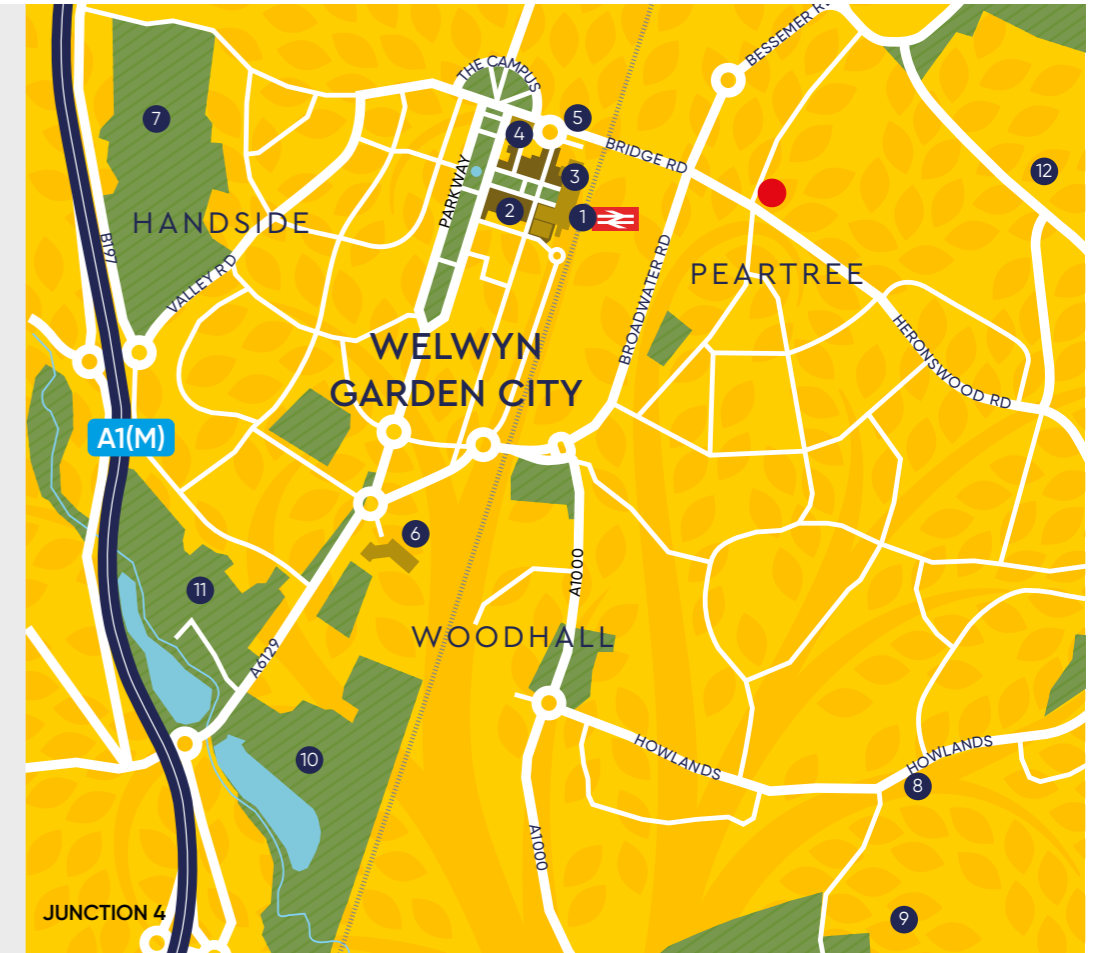 BESSEMER RD
THE CAMPUS
5
7
4
BRIDGE RD
12
3
PARKWAY
2
1
HANDSIDE
B197
VALLEY RD
BROADWATER RD
PEARTREE
WELWYN
GARDEN CITY
HERONSWOOD RD
A1(M)
6
A1000
11
WOODHALL
A6129
10
HOWLANDS
HOWLANDS
8
A1000
JUNCTION 4
9